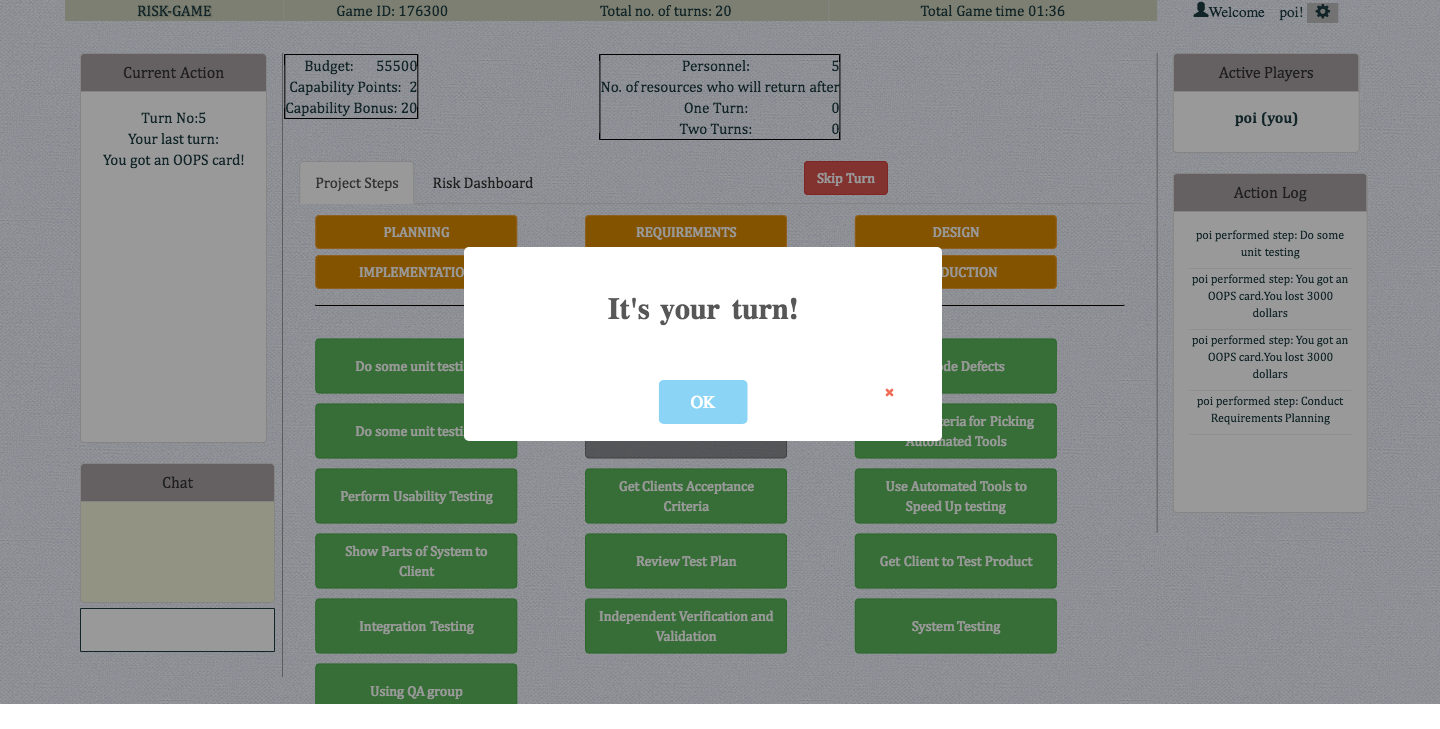 RISK-GAME
Game ID: 176300
Total no. of turns: 20
Total Game time 01:36
Welcome poi!
Current Action
Turn No:5
Your last turn:
You got an OOPS card!
Chat
Budget: 55500
Capability Points: 2
Capability Bonus: 20
Personnel: 5
No. of resources who will return after
One Turn: 0
Two Turns: 0
Project Steps
Risk Dashboard
Skip Turn
PLANNING
REQUIREMENTS
DESIGN
IMPLEMENTATIO
DUCTION
It's your turn!
OK
Do some unit testi
de Defects
Do some unit testi
teria for Picking
Automated Tools
Perform Usability Testing
Get Clients Acceptance
Criteria
Use Automated Tools to
Speed Up testing
Show Parts of System to
Client
Review Test Plan
Get Client to Test Product
Integration Testing
Independent Verification and
Validation
System Testing
Using QA group
Active Players
poi (you)
Action Log
poi performed step: Do some
unit testing
poi performed step: You got an
OOPS card.You lost 3000
dollars
poi performed step: You got an
OOPS card.You lost 3000
dollars
poi performed step: Conduct
Requirements Planning